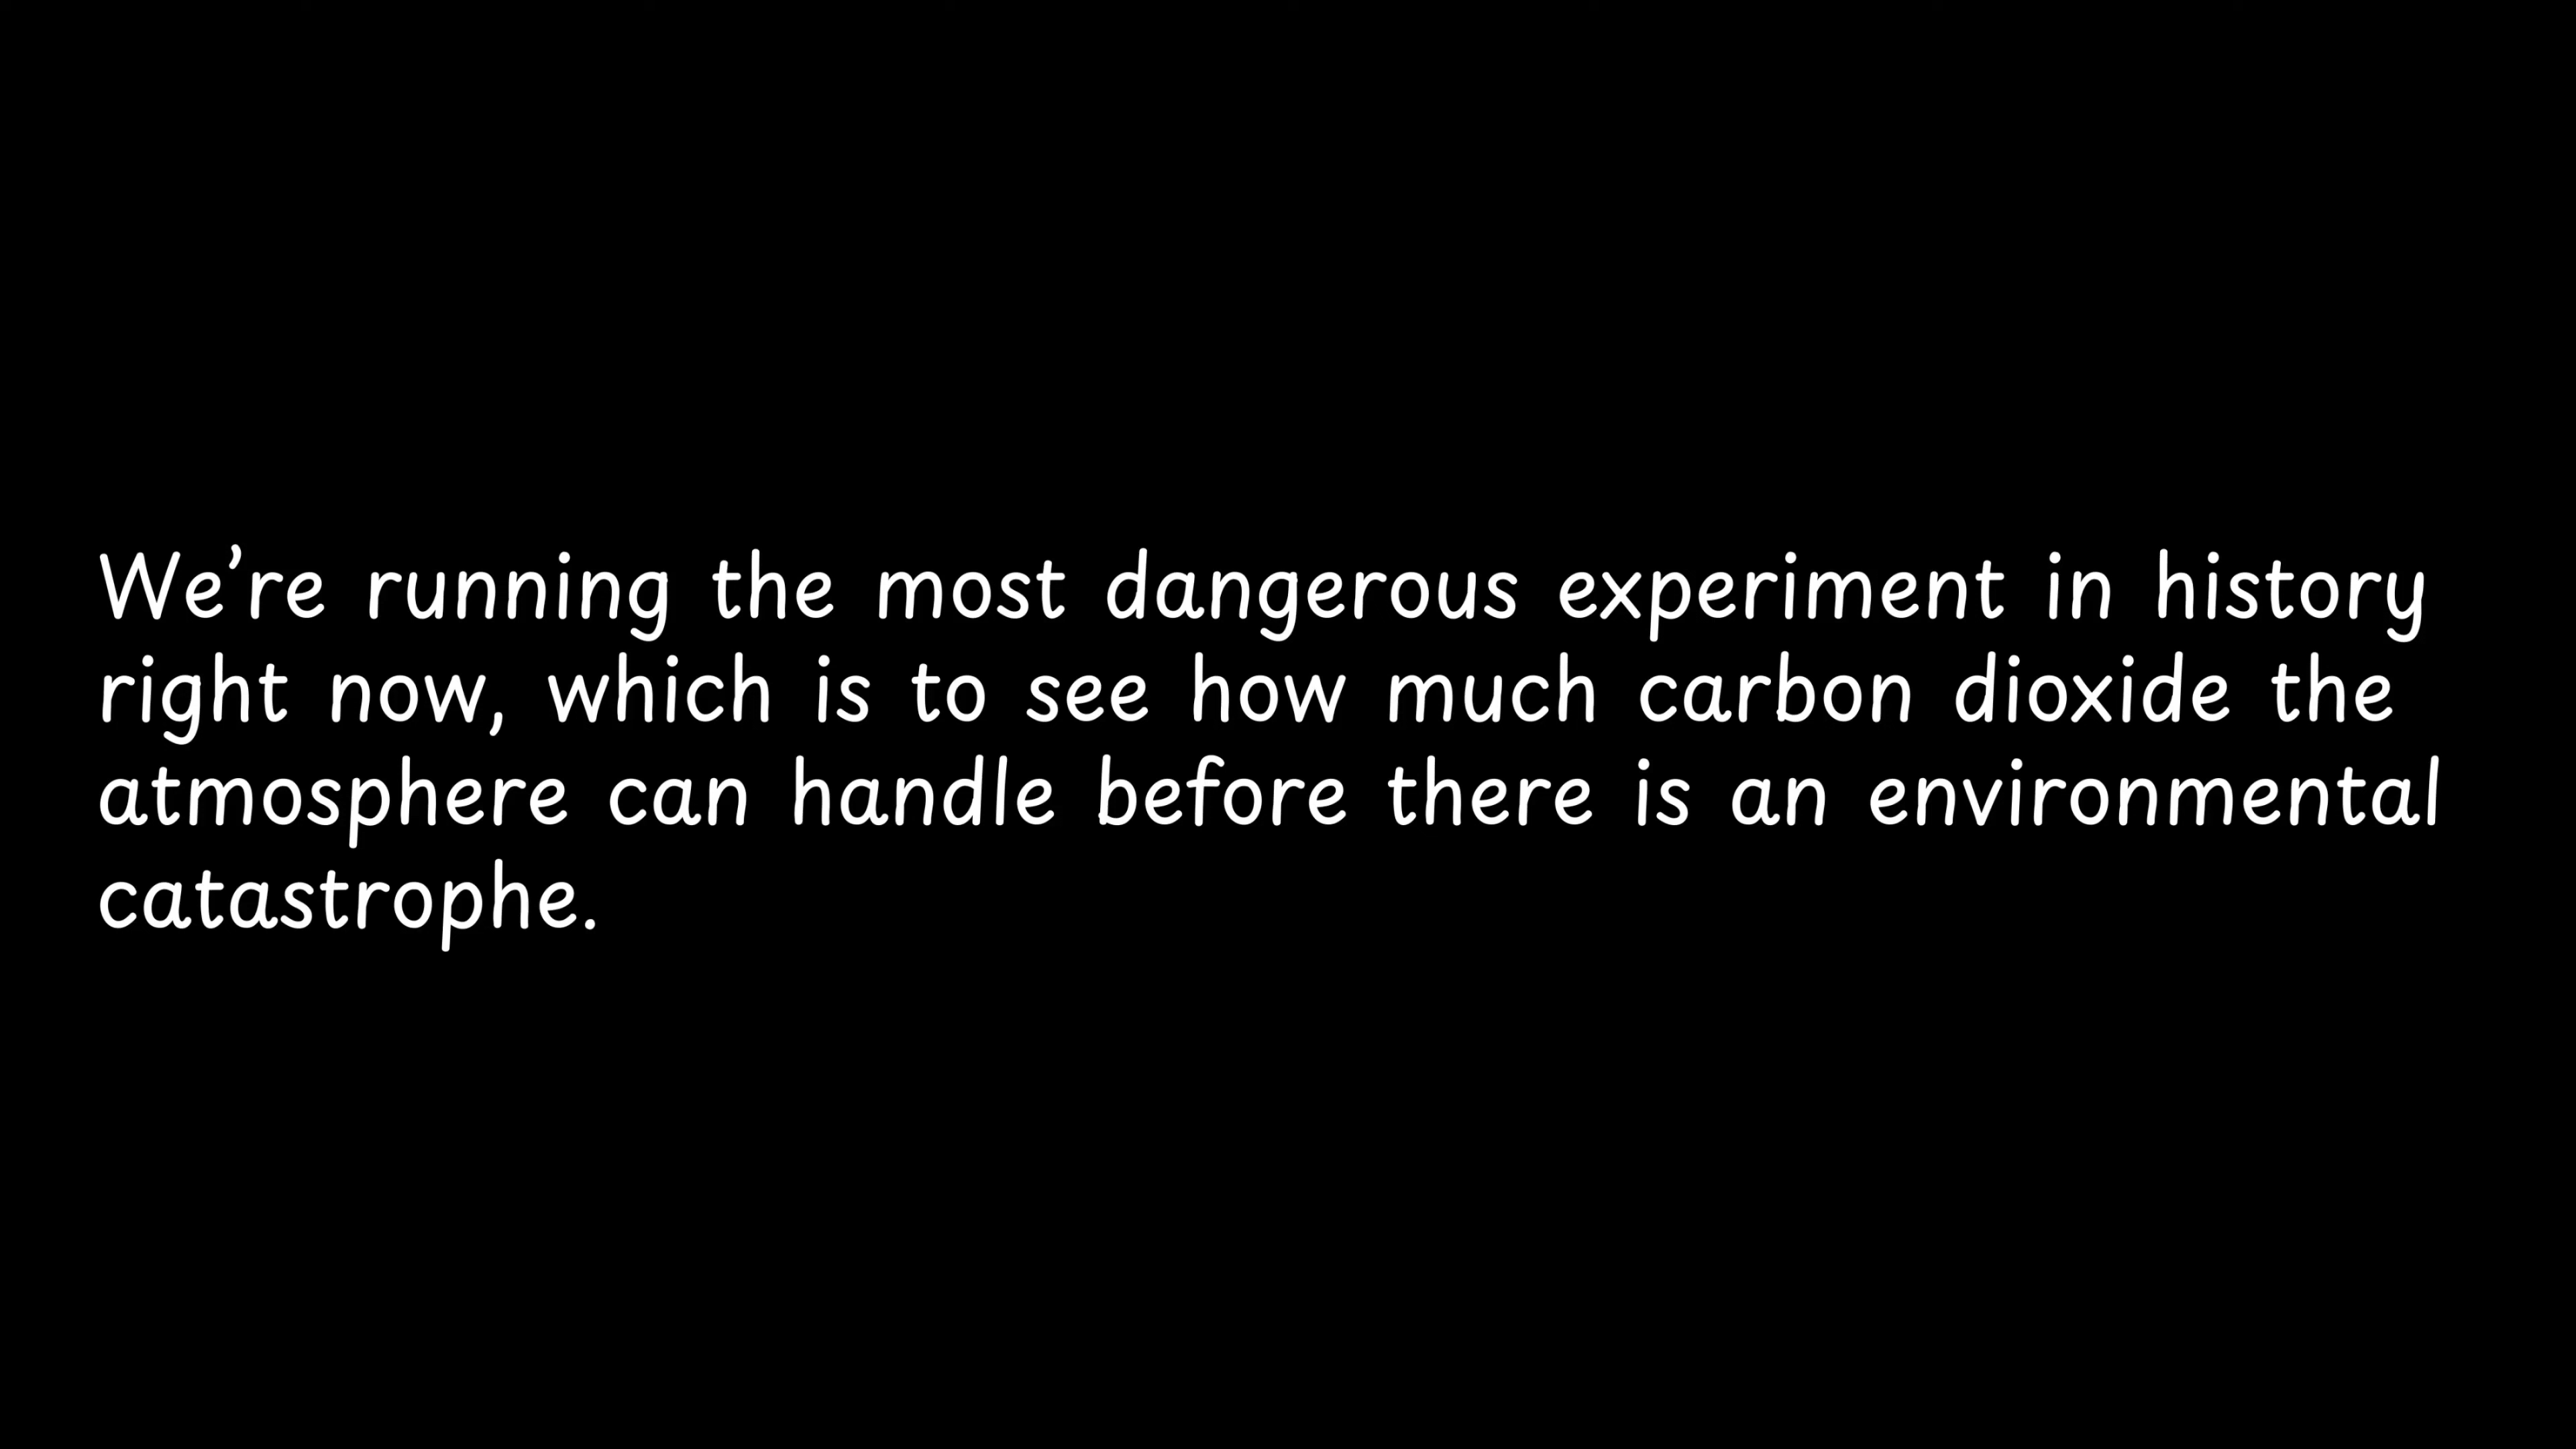 We’re running the most dangerous experiment in history
right now, which is to see how much carbon dioxide the
atmosphere can handle before there is an environmental
catastrophe.